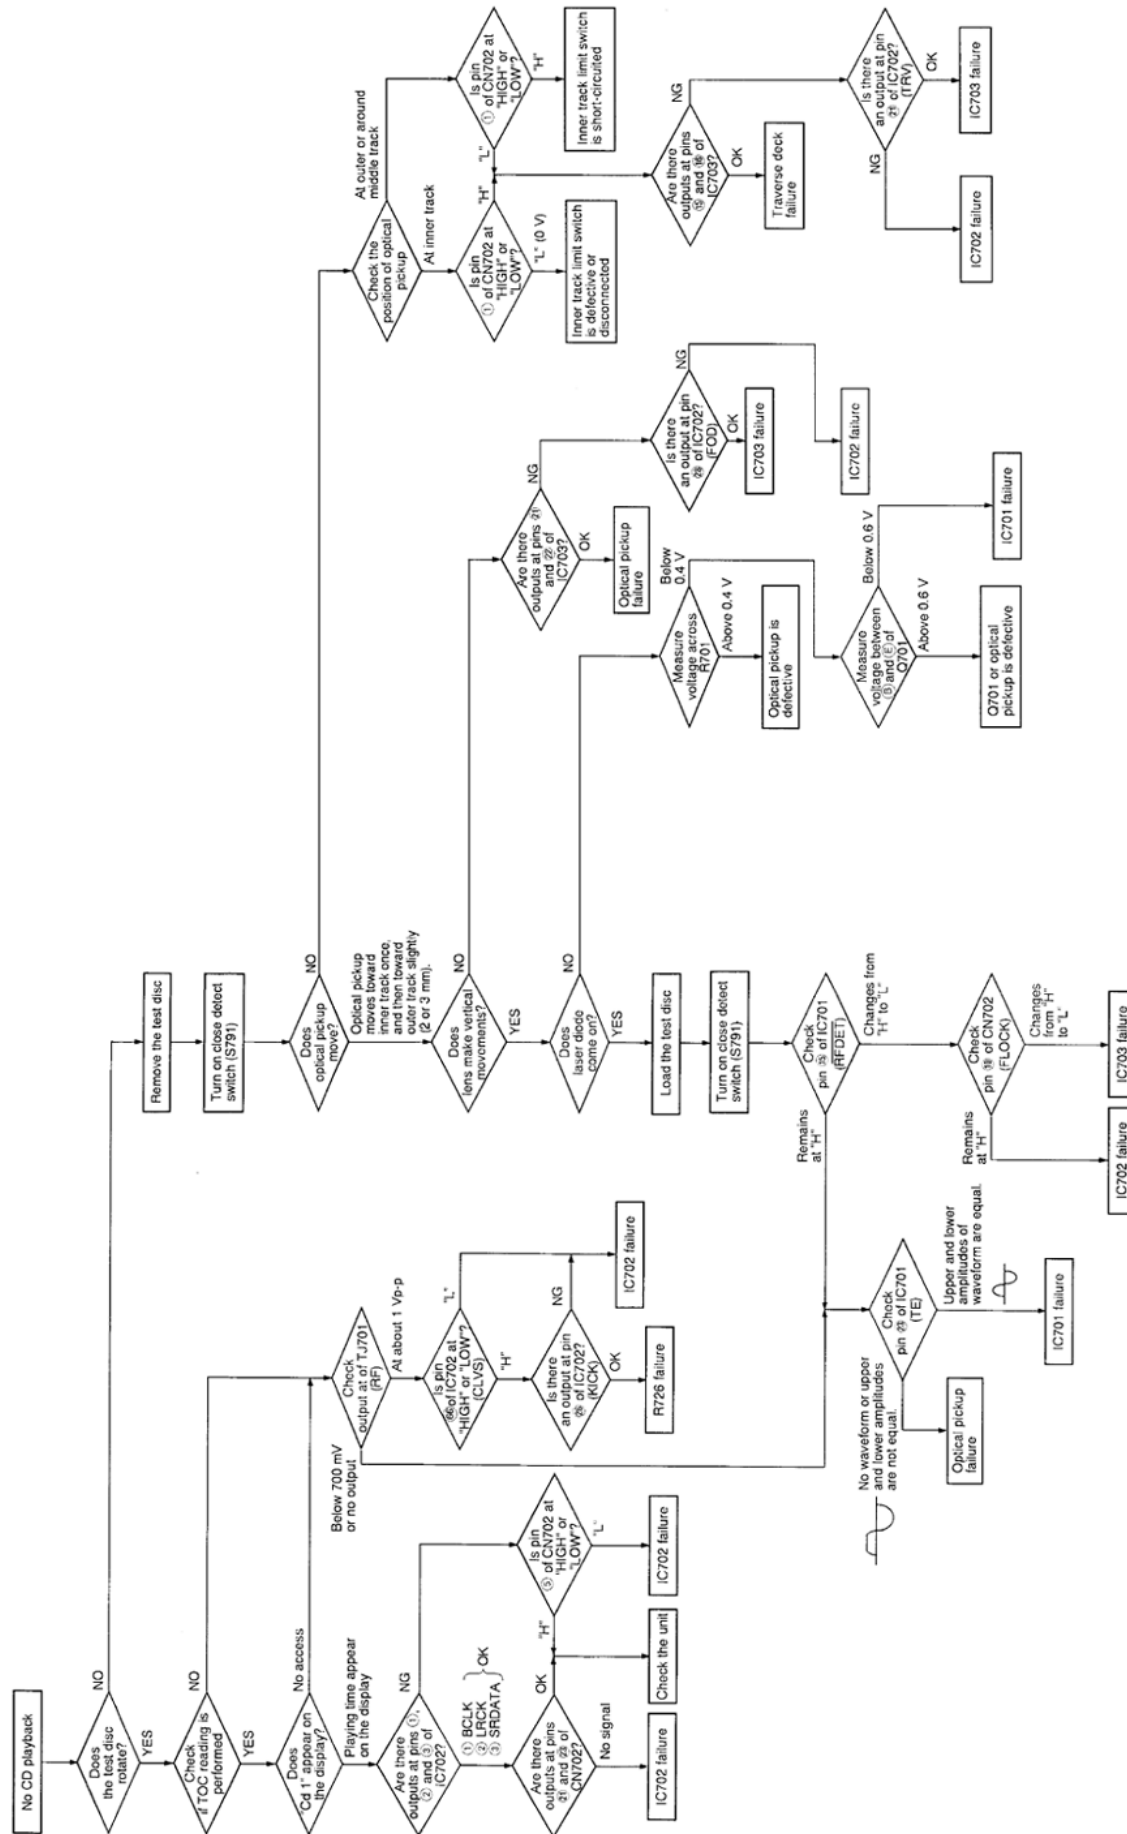 No CD playback
Does
the test disc
rotate?
NO
YES
Check
if TOC reading is
performed
NO
YES
Does
"Cd 1" appear on
the display?
No access
Playing time appear
on the display
Are there
outputs at pins ①,
② and ③ of
IC702?
NG
① BCLK
② LRCK
③ SRDATA
OK
Are there
outputs at pins
㉑ and ㉓ of
CN702?
OK
No signal
IC702 failure
Check the unit
Is pin
⑤ of CN702 at
"HIGH" or
"LOW"?
"H"
"L"
IC702 failure
Check
output at of TJ701
(RF)
Below 700 mV
or no output
At about 1 Vp-p
Is pin
of IC702 at
"HIGH" or "LOW"?
(CLVS)
"L"
"H"
Is there
an output at pin
of IC702?
(KICK)
NG
OK
R726 failure
IC702 failure
Remove the test disc
Turn on close detect
switch (S791)
Does
optical pickup
move?
NO
Optical pickup
moves toward
inner track once,
and then toward
outer track slightly
(2 or 3 mm).
Does
lens make vertical
movements?
NO
YES
Does
laser diode
come on?
NO
YES
Load the test disc
Turn on close detect
switch (S791)
Check
pin of IC701
(RFDET)
Remains
at "H"
Changes from
"H" to "L"
Check
pin of CN702
(FLOCK)
Remains
at "H"
Changes
from "H"
to "L"
IC702 failure
IC703 failure
Check
pin ㉓ of IC701
(TE)
No waveform or upper
and lower amplitudes
are not equal.
Upper and lower
amplitudes of
waveform are equal.
Optical pickup
failure
IC701 failure
Measure
voltage across
R701
Below
0.4 V
Above 0.4 V
Optical pickup is
defective
Measure
voltage between
Ⓑ and Ⓔ of
Q701
Below 0.6 V
Above 0.6 V
Q701 or optical
pickup is defective
IC701 failure
Are there
outputs at pins ㉑
and ㉒ of
IC703?
NG
OK
Optical pickup
failure
Is there
an output at pin
of IC702?
(FOD)
NG
OK
IC703 failure
IC702 failure
Check the
position of optical
pickup
At outer or around
middle track
At inner track
Is pin
① of CN702 at
"HIGH" or
"LOW"?
"H"
"L" (0 V)
Inner track limit switch
is defective or
disconnected
Is pin
① of CN702 at
"HIGH" or
"LOW"?
"L"
"H"
Inner track limit switch
is short-circuited
Are there
outputs at pins
⑮ and ⑯ of
IC703?
NG
OK
Traverse deck
failure
Is there
an output at pin
of IC702?
(TRV)
NG
OK
IC702 failure
IC703 failure